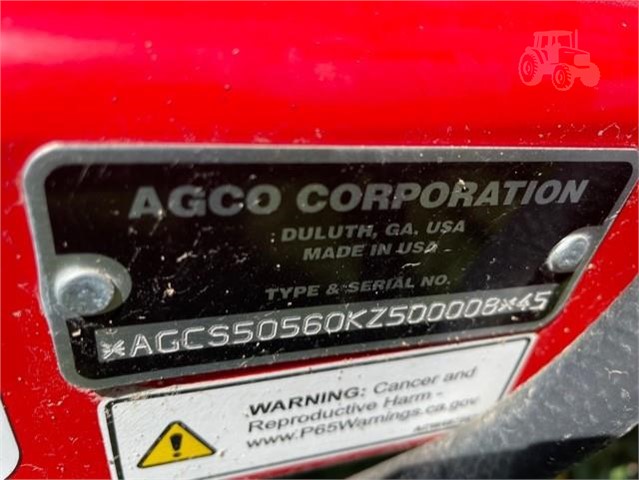 AGCO CORPORATION
DULUTH, GA. USA
MADE IN USA
TYPE & SERIAL NO.
*AGCS50560KZS00008*45
WARNING: Cancer and
Reproductive Harm -
www.P65Warnings.ca.gov